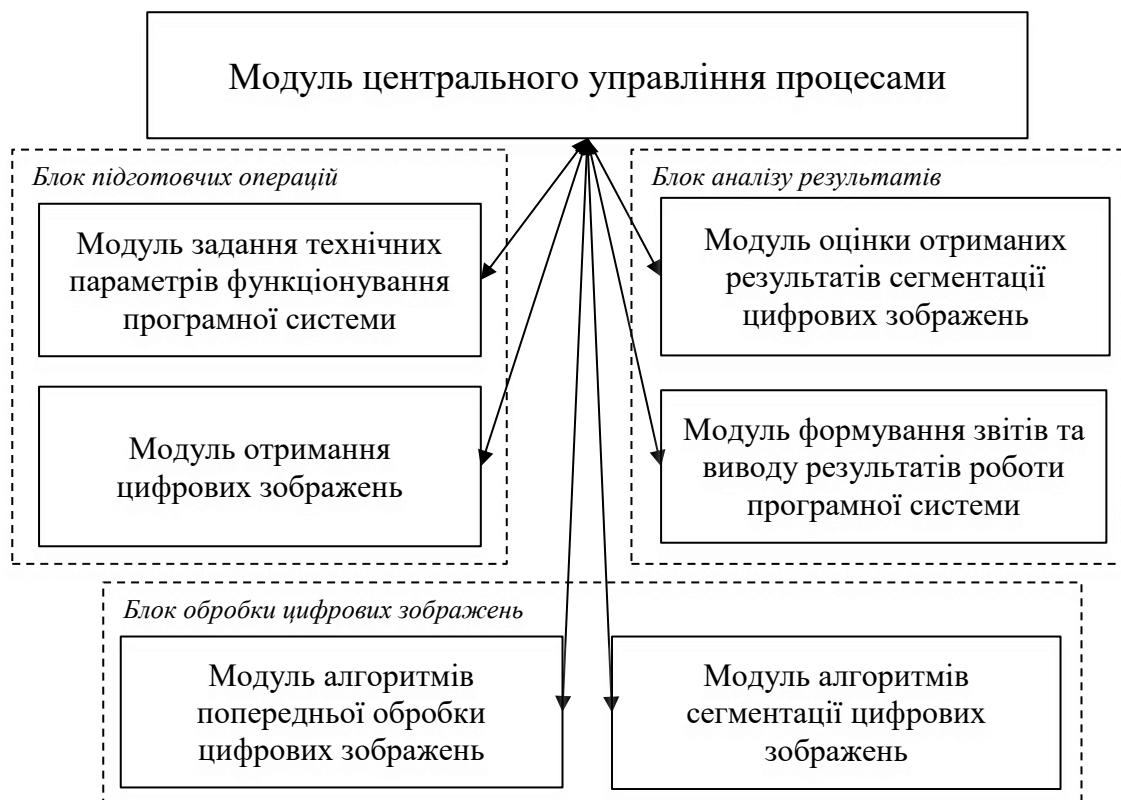 Модуль центрального управління процесами
Блок підготовчих операцій
Модуль задання технічних
параметрів функціонування
програмної системи
Модуль отримання
цифрових зображень
Блок аналізу результатів
Модуль оцінки отриманих
результатів сегментації
цифрових зображень
Модуль формування звітів та
виводу результатів роботи
програмної системи
Блок обробки цифрових зображень
Модуль алгоритмів
попередньої обробки
цифрових зображень
Модуль алгоритмів
сегментації цифрових
зображень